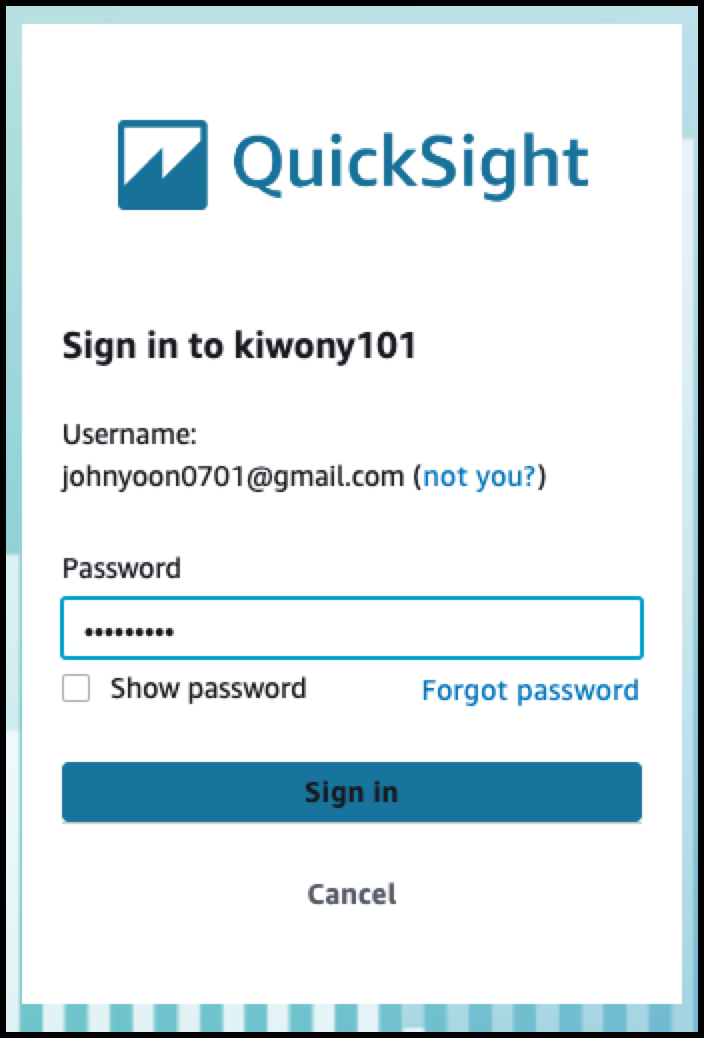 QuickSight
Sign in to kiwony101
Username:
johnyoon0701@gmail.com (not you?)
Password
•••••••••
Show password Forgot password
Sign in
Cancel